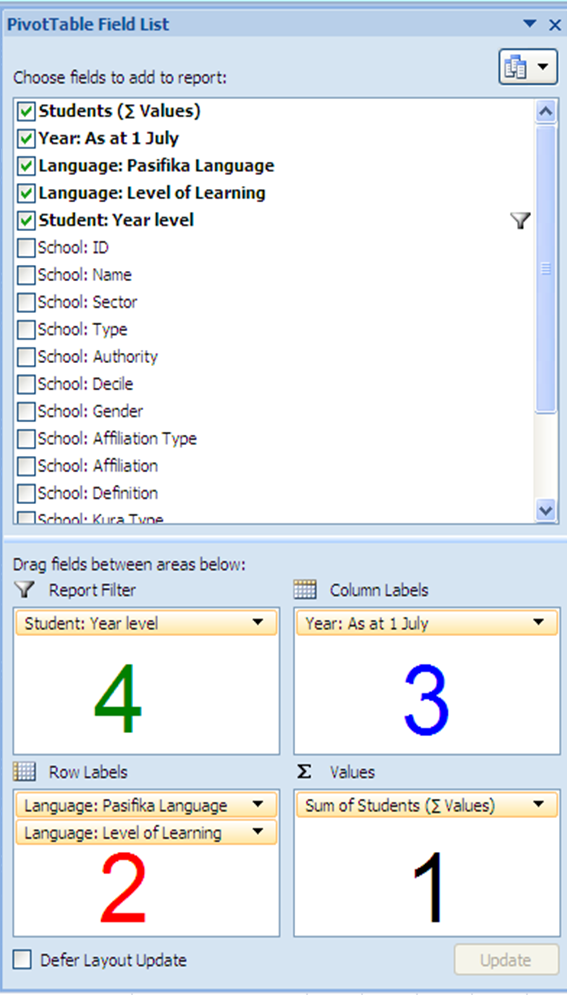 PivotTable Field List
Choose fields to add to report:
Students (Σ Values)
Year: As at 1 July
Language: Pasifika Language
Language: Level of Learning
Student: Year level
School: ID
School: Name
School: Sector
School: Type
School: Authority
School: Decile
School: Gender
School: Affiliation Type
School: Affiliation
School: Definition
School: Kura Type
Drag fields between areas below:
Report Filter
Student: Year level
4
Column Labels
Year: As at 1 July
3
Row Labels
Language: Pasifika Language
Language: Level of Learning
2
Σ Values
Sum of Students (Σ Values)
1
Defer Layout Update
Update